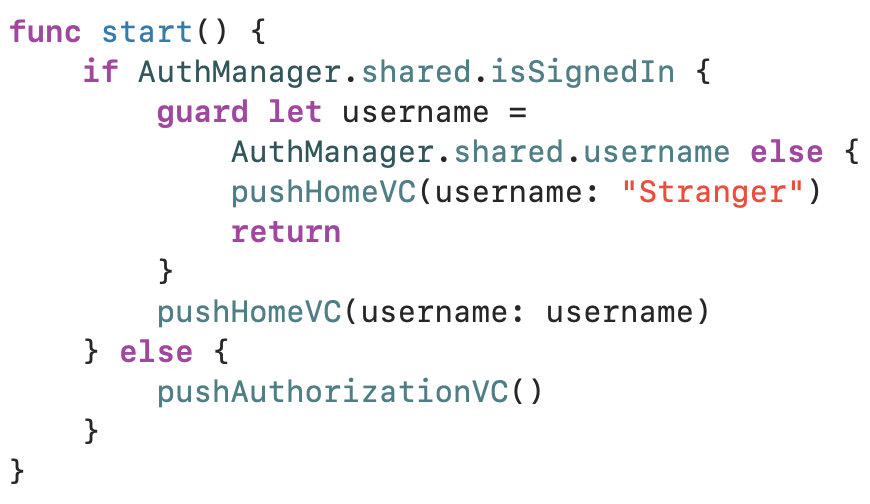 func start() {
    if AuthManager.shared.isSignedIn {
        guard let username =
            AuthManager.shared.username else {
            pushHomeVC(username: "Stranger")
            return
        }
        pushHomeVC(username: username)
    } else {
        pushAuthorizationVC()
    }
}